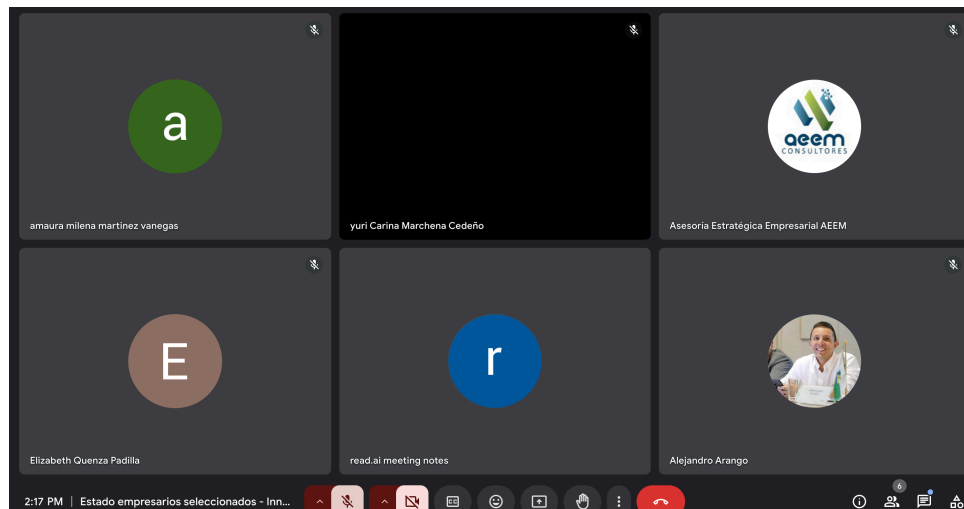 a
amaura milena martinez vanegas
yuri Carina Marchena Cedeño
aeem
CONSULTORES
Asesoria Estratégica Empresarial AEEM
E
Elizabeth Quenza Padilla
r
read.ai meeting notes
Alejandro Arango
2:17 PM | Estado empresarios seleccionados - Inn...
CC
6